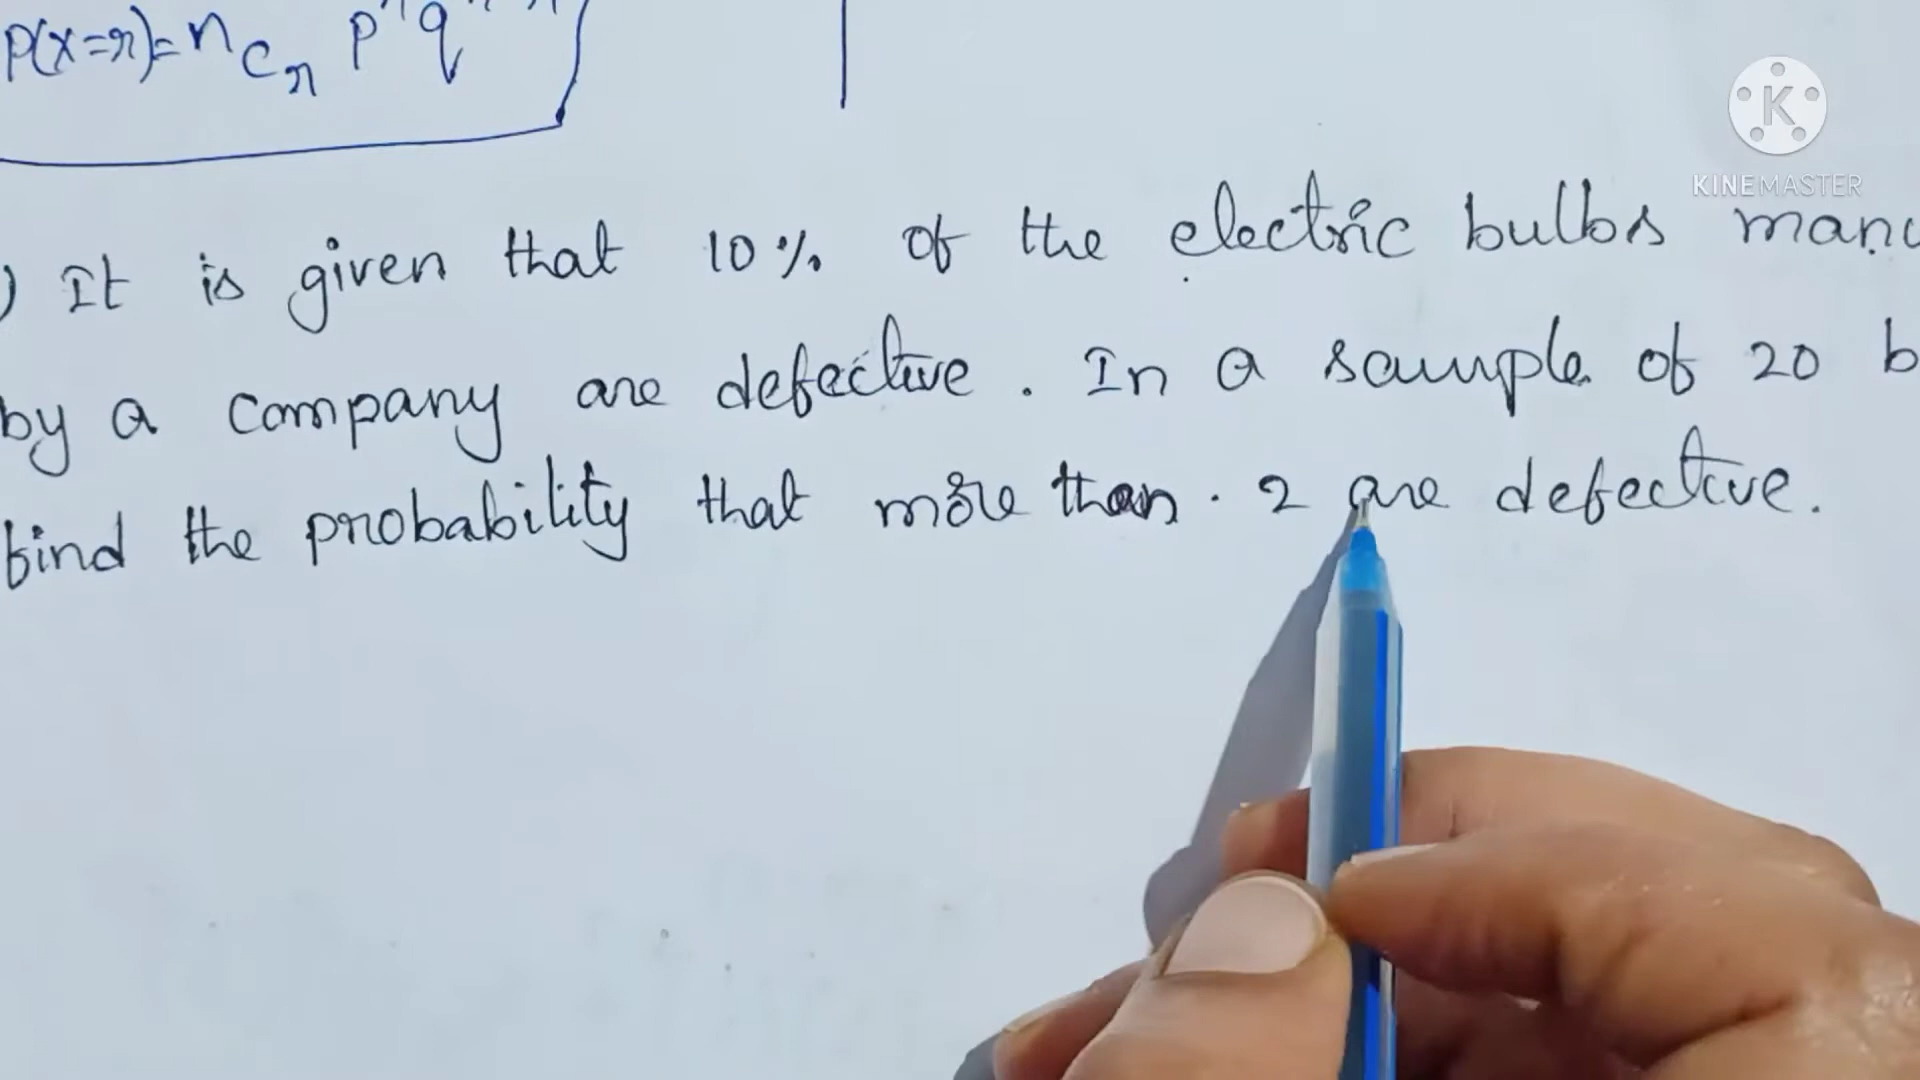 P(x=r)= nCr p^r q^n-r
K
KINEMASTER
) It is given that 10% of the electric bulbs manu
by a company are defective. In a sample of 20 b
find the probability that more than 2 are defective.